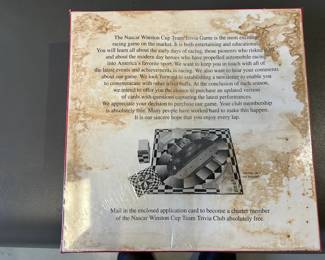 The Nascar Winston Cup Team Trivia Game is the most exciting
racing game on the market. It is both entertaining and educational.
You will learn all about the early days of racing, those pioneers who risked
and about the modern day heroes who have propelled automobile racing
into America's favorite sport. We want to keep you in touch with all of
the latest events and achievements in racing. We also want to hear your comments
about our game. We look forward to establishing a newsletter to enable you
to communicate with other trivia buffs. At the conclusion of each season,
we intend to offer you the chance to purchase an updated version
of cards with questions capturing the latest performances.
We appreciate your decision to purchase our game. Your club membership
is absolutely free. Many people have worked hard to make this happen.
It is our sincere hope that you enjoy every lap.
Mail in the enclosed application card to become a charter member
of the Nascar Winston Cup Team Trivia Club absolutely free.